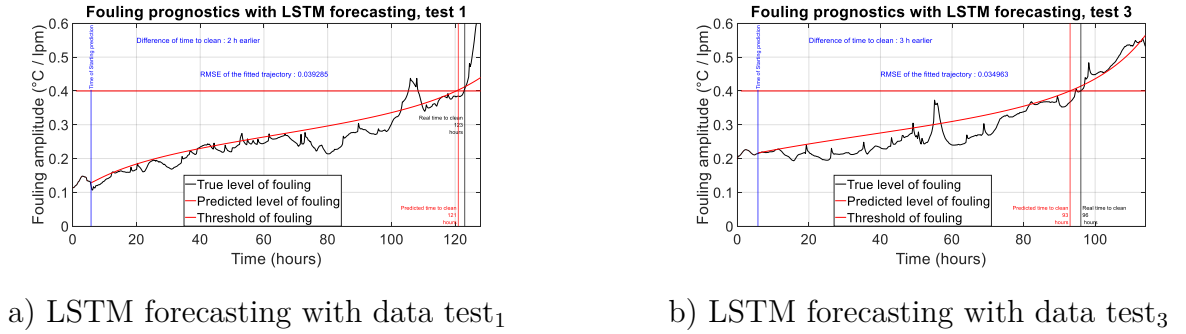 Fouling prognostics with LSTM forecasting, test 1
Fouling amplitude (°C / lpm)
0.6
0.5
0.4
0.3
0.2
0.1
0
Time of Starting prediction
Difference of time to clean : 2 h earlier
RMSE of the fitted trajectory : 0.039285
Real time to clean
123
hours
True level of fouling
Predicted level of fouling
Threshold of fouling
Predicted time to clean
121
hours
0 20 40 60 80 100 120
Time (hours)
a) LSTM forecasting with data test1
Fouling prognostics with LSTM forecasting, test 3
Fouling amplitude (°C / lpm)
0.6
0.5
0.4
0.3
0.2
0.1
0
Time of Starting prediction
Difference of time to clean : 3 h earlier
RMSE of the fitted trajectory : 0.034963
True level of fouling
Predicted level of fouling
Threshold of fouling
Predicted time to clean
93
hours
Real time to clean
96
hours
0 20 40 60 80 100
Time (hours)
b) LSTM forecasting with data test3